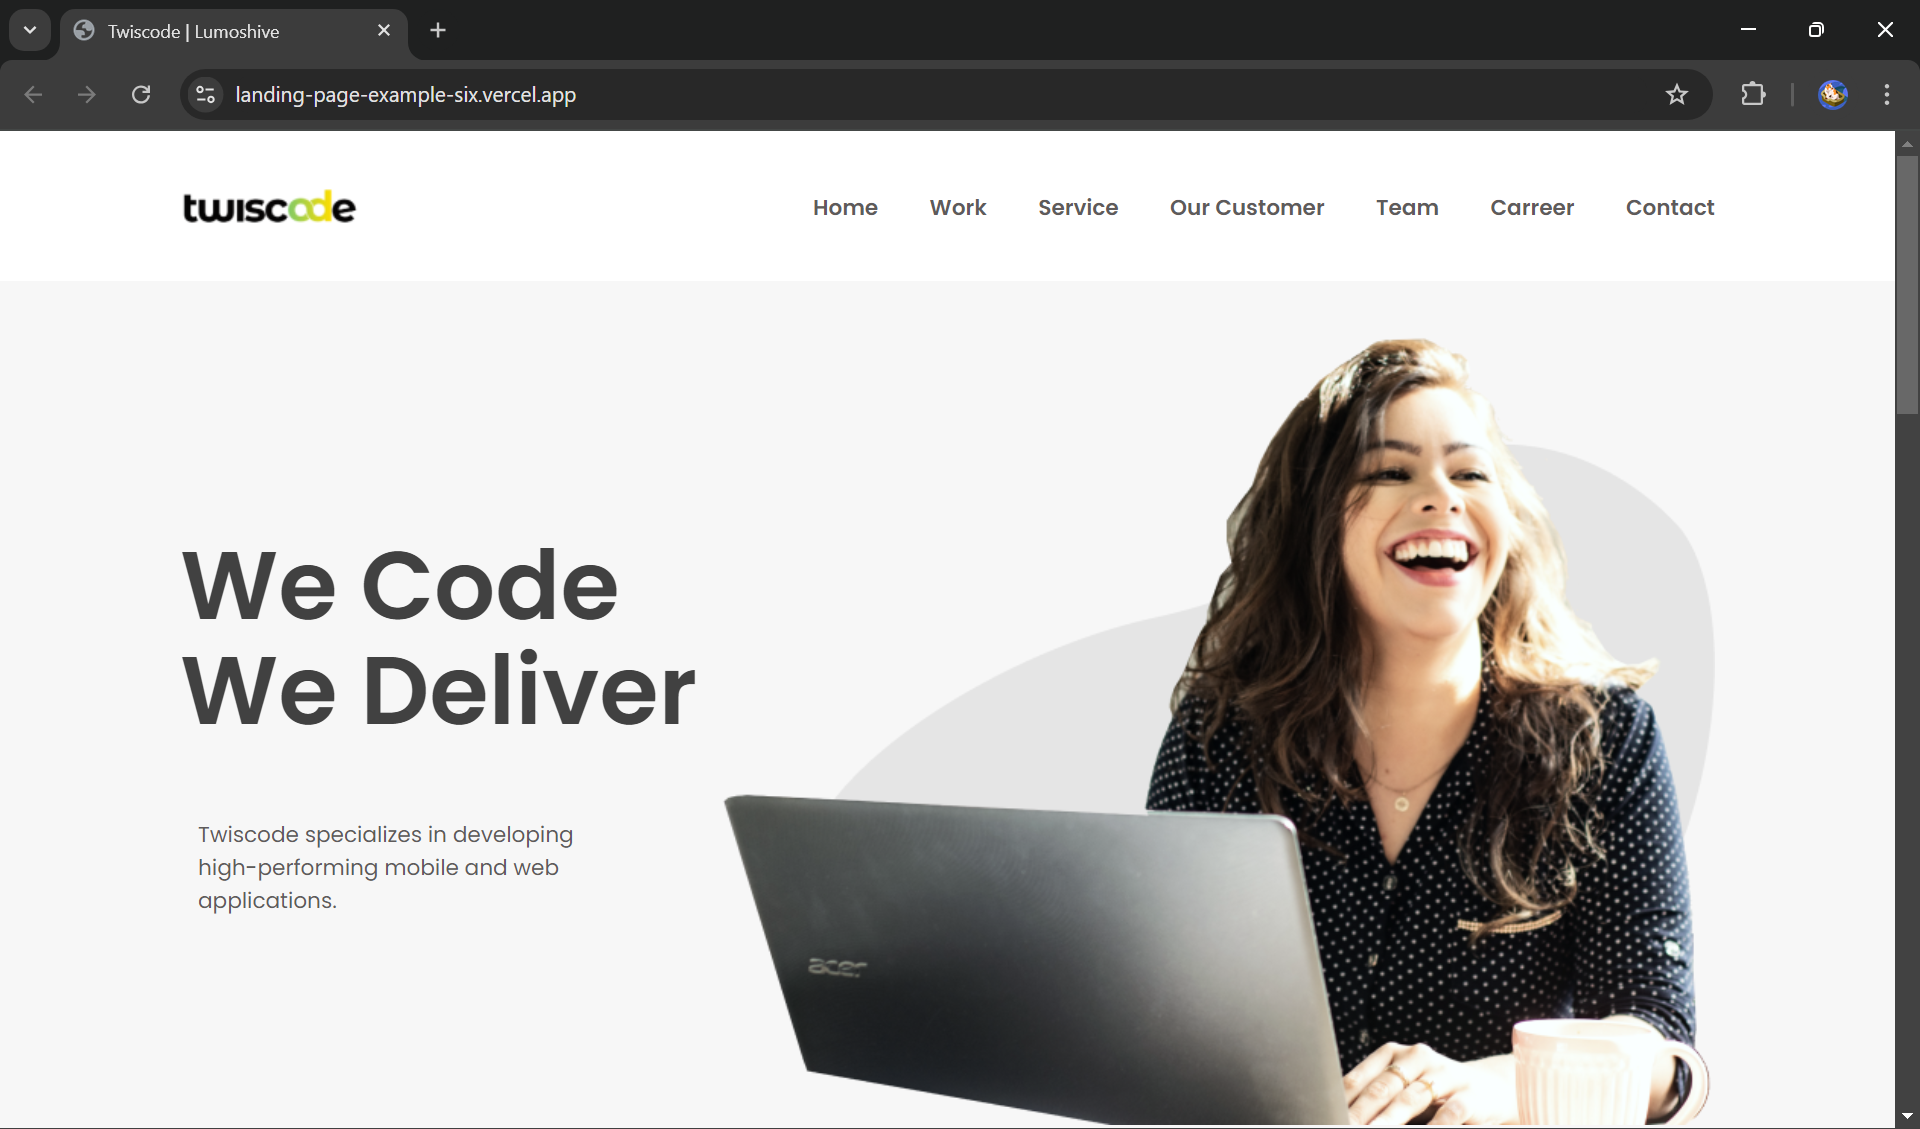 Twiscode | Lumoshive
landing-page-example-six.vercel.app
twiscode
Home Work Service Our Customer Team Carreer Contact
We Code
We Deliver
Twiscode specializes in developing
high-performing mobile and web
applications.
acer